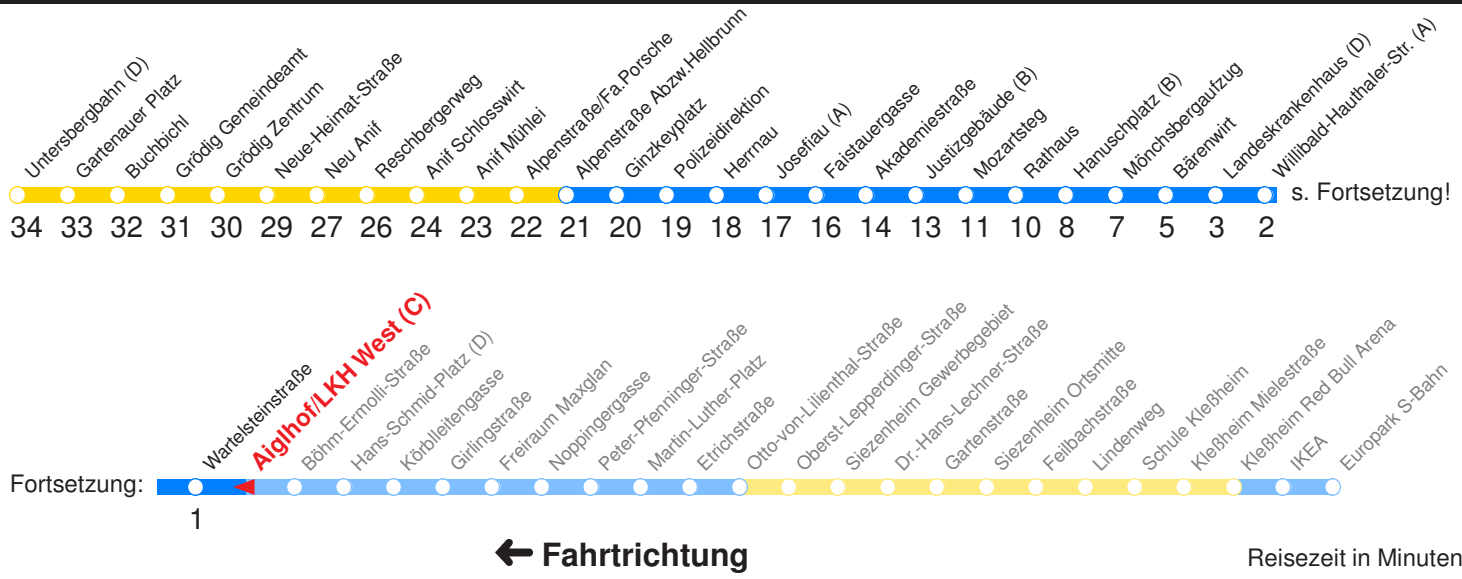 Untersbergbahn (D)
Gartenauer Platz
Buchbichl
Grödig Gemeindeamt
Grödig Zentrum
Neue-Heimat-Straße
Neu Anif
Reschbergerweg
Anif Schlosswirt
Anif Mühlei
Alpenstraße/Fa.Porsche
Alpenstraße Abzw.Hellbrunn
Ginzkeyplatz
Polizeidirektion
Herrnau
Josefiau (A)
Faistauergasse
Akademiestraße
Justizgebäude (B)
Mozartsteg
Rathaus
Hanuschplatz (B)
Mönchsbergaufzug
Bärenwirt
Landeskrankenhaus (D)
Willibald-Hauthaler-Str. (A)
s. Fortsetzung!
34 33 32 31 30 29 27 26 24 23 22 21 20 19 18 17 16 14 13 11 10 8 7 5 3 2
Fortsetzung:
Wartelsteinstraße
Aiglhof/LKH West (C)
Böhm-Ermolli-Straße
Hans-Schmid-Platz (D)
Körblleitengasse
Girlingstraße
Freiraum Maxglan
Noppingergasse
Peter-Pfenninger-Straße
Martin-Luther-Platz
Etrichstraße
Otto-von-Lilienthal-Straße
Oberst-Lepperdinger-Straße
Siezenheim Gewerbegebiet
Dr.-Hans-Lechner-Straße
Gartenstraße
Siezenheim Ortsmitte
Feilbachstraße
Lindenweg
Schule Kleßheim
Kleßheim Mielestraße
Kleßheim Red Bull Arena
IKEA
Europark S-Bahn
1
← Fahrtrichtung
Reisezeit in Minuten